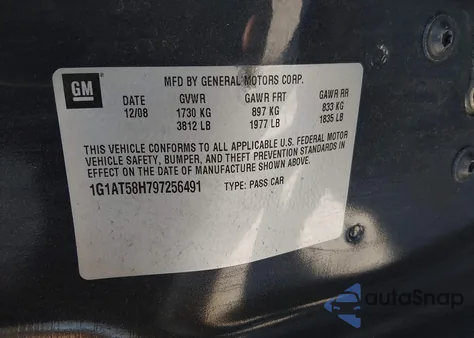 GM
MFD BY GENERAL MOTORS CORP.
DATE GVWR GAWR FRT GAWR RR
12/08 1730 KG 897 KG 833 KG
3812 LB 1977 LB 1835 LB
THIS VEHICLE CONFORMS TO ALL APPLICABLE U.S. FEDERAL MOTOR
VEHICLE SAFETY, BUMPER, AND THEFT PREVENTION STANDARDS IN
EFFECT ON THE DATE OF MANUFACTURE SHOWN ABOVE.
1G1AT58H797256491 TYPE: PASS CAR
autoSnap